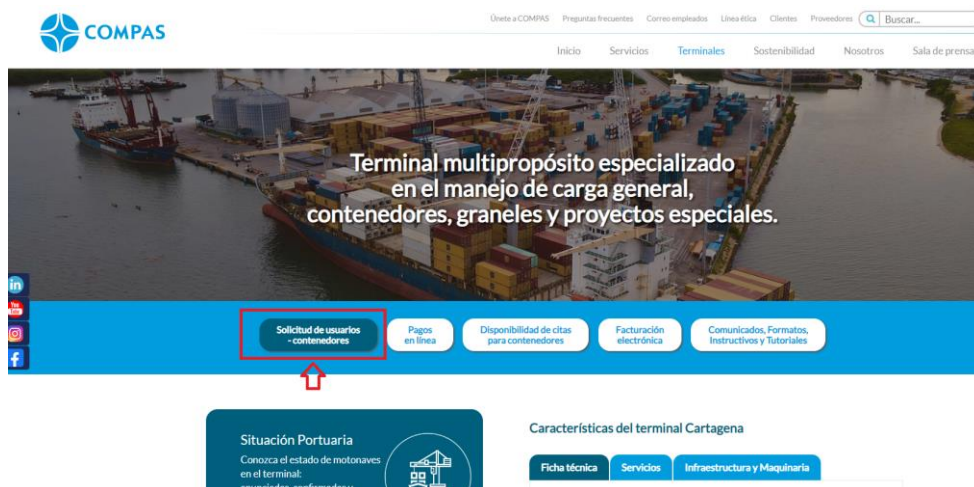 COMPAS
Únete a COMPAS Preguntas frecuentes Correo empleados Línea ética Clientes Proveedores Buscar...
Inicio Servicios Terminales Sostenibilidad Nosotros Sala de prensa
Terminal multipropósito especializado
en el manejo de carga general,
contenedores, graneles y proyectos especiales.
Solicitud de usuarios
- contenedores
Pagos
en línea
Disponibilidad de citas
para contenedores
Facturación
electrónica
Comunicados, Formatos,
Instructivos y Tutoriales
Situación Portuaria
Conozca el estado de motonaves
en el terminal:
Características del terminal Cartagena
Ficha técnica Servicios Infraestructura y Maquinaria